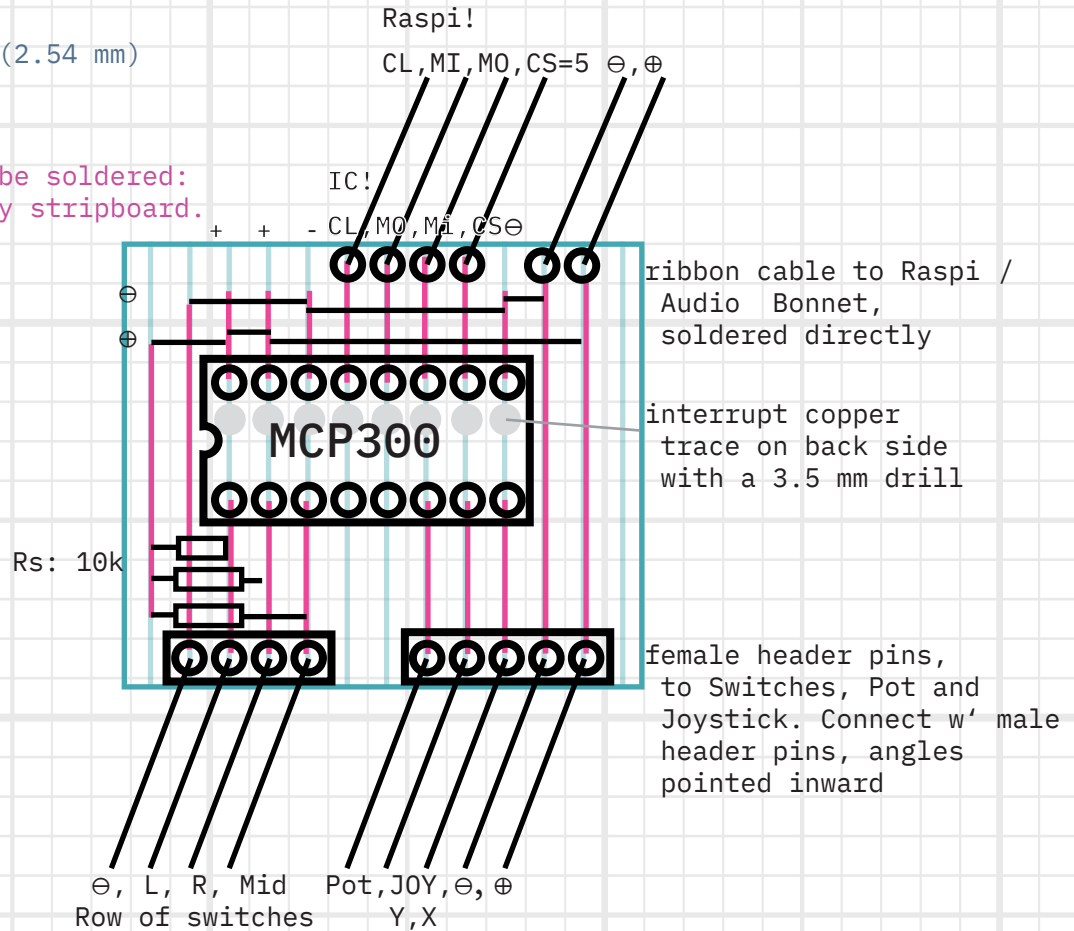 Raspi!
(2.54 mm)
CL,MI,MO,CS=5 ⊖,⊕
be soldered:
y stripboard.
IC!
+ + - CL,MO,Mi,CS⊖
ribbon cable to Raspi /
Audio Bonnet,
soldered directly
⊖
⊕
interrupt copper
trace on back side
with a 3.5 mm drill
MCP300
Rs: 10k
female header pins,
to Switches, Pot and
Joystick. Connect w‘ male
header pins, angles
pointed inward
⊖, L, R, Mid
Row of switches
Pot,JOY,⊖, ⊕
Y,X